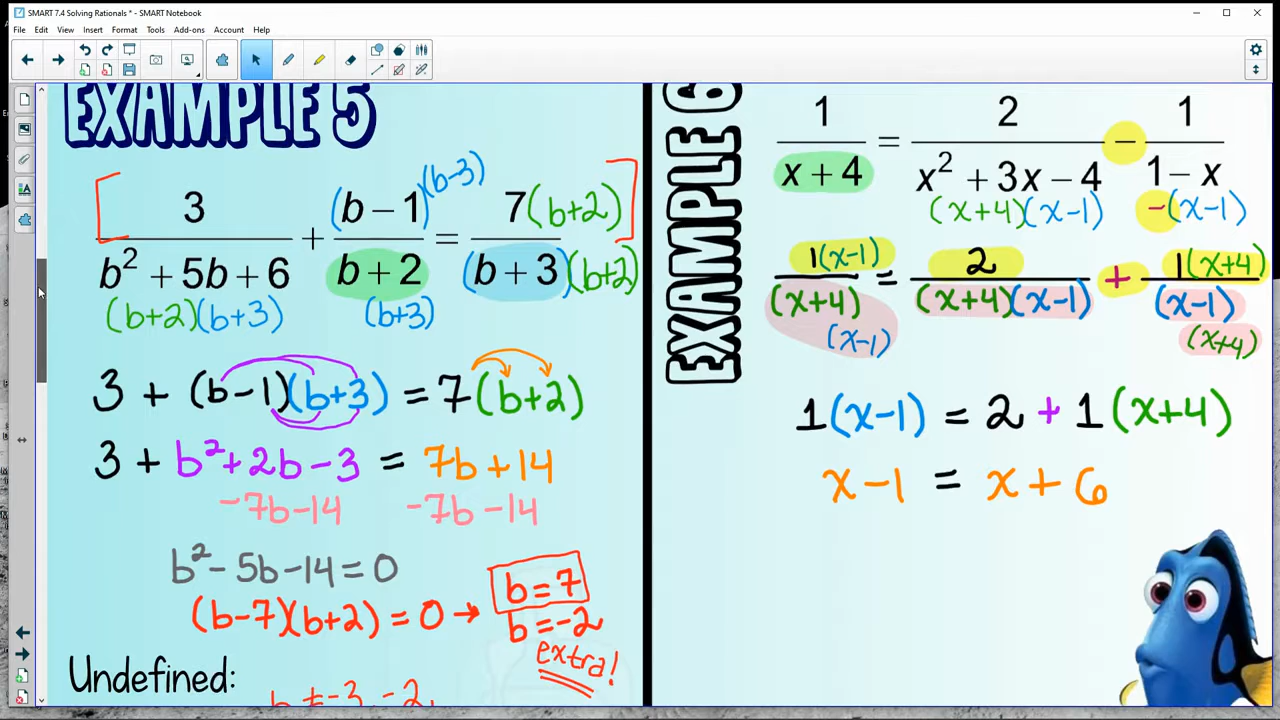 SMART 7.4 Solving Rationals * - SMART Notebook
File Edit View Insert Format Tools Add-ons Help
EXAMPLE 5
[ 3 / (b² + 5b + 6) + (b - 1)(b-3) / (b + 2) = 7(b+2) / (b + 3)(b+2) ]
(b+2)(b+3) (b+3)
3 + (b-1)(b+3) = 7(b+2)
3 + b²+2b-3 = 7b+14
-7b-14 -7b-14
b²-5b-14=0
(b-7)(b+2)=0 → b=7
b=-2
extra!
Undefined:
b≠-3,-2
EXAMPLE 6
1 / (x + 4) = 2 / (x² + 3x - 4) - 1 / (1 - x)
(x+4)(x-1) -(x-1)
1(x-1) / (x+4)(x-1) = 2 / (x+4)(x-1) + 1(x+4) / (x-1)(x+4)
1(x-1) = 2 + 1(x+4)
x-1 = x+6